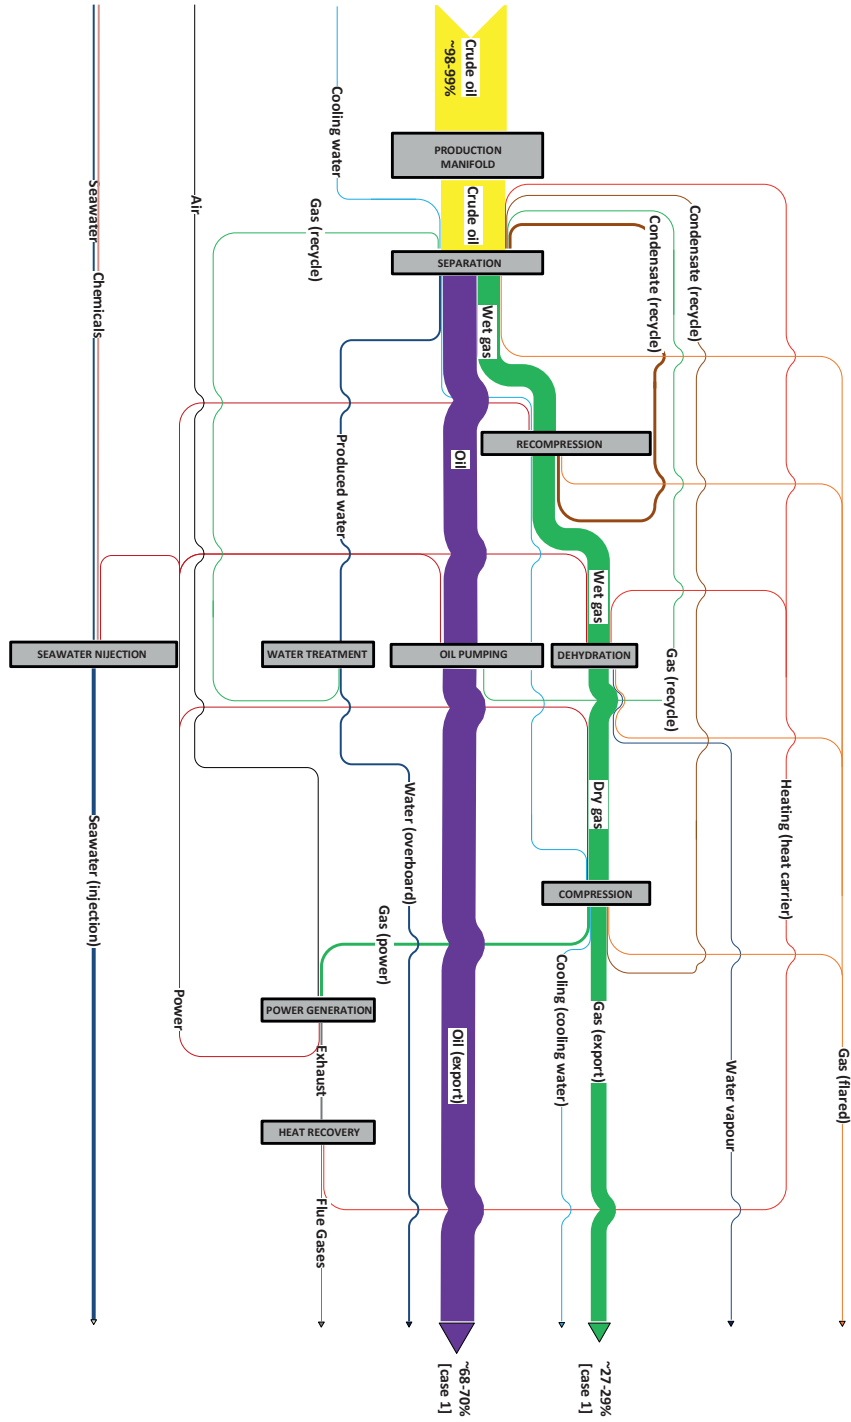 Crude oil
~98-99%
Cooling water
PRODUCTION
MANIFOLD
Seawater
Chemicals
Air
Gas (recycle)
Crude oil
Condensate (recycle)
Condensate (recycle)
SEPARATION
Wet gas
Produced water
Oil
RECOMPRESSION
Wet gas
SEAWATER NIJECTION
WATER TREATMENT
OIL PUMPING
DEHYDRATION
Gas (recycle)
Seawater (injection)
Water (overboard)
Dry gas
Heating (heat carrier)
COMPRESSION
Gas (power)
Power
POWER GENERATION
Exhaust
Oil (export)
Cooling (cooling water)
Gas (export)
Water vapour
Gas (flared)
HEAT RECOVERY
Flue Gases
~68-70%
[case 1]
~27-29%
[case 1]